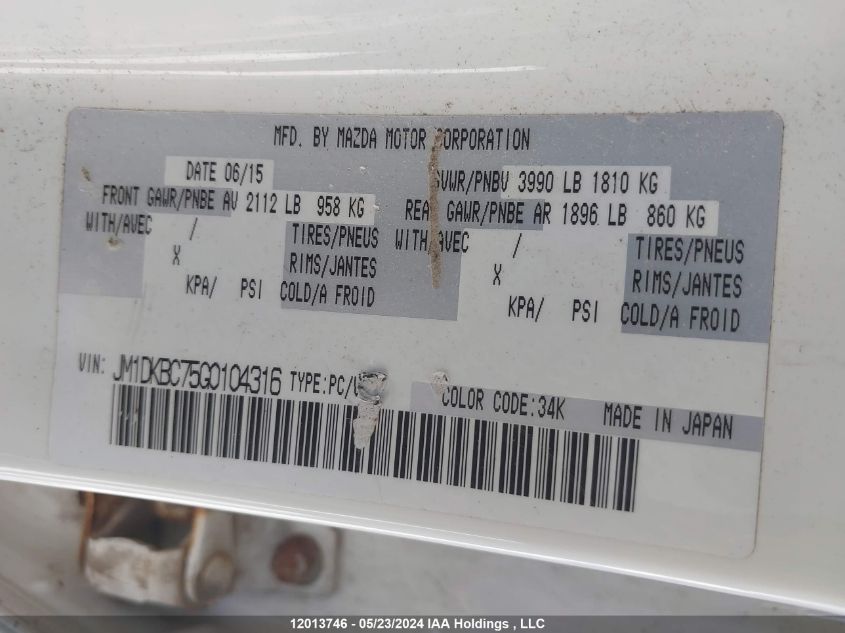 MFD. BY MAZDA MOTOR CORPORATION
DATE 06/15 GVWR/PNBV 3990 LB 1810 KG
FRONT GAWR/PNBE AV 2112 LB 958 KG REAR GAWR/PNBE AR 1896 LB 860 KG
WITH/AVEC / TIRES/PNEUS WITH/AVEC / TIRES/PNEUS
X RIMS/JANTES X RIMS/JANTES
KPA/ PSI COLD/A FROID KPA/ PSI COLD/A FROID
VIN: JM1DKBC75G0104316 TYPE:PC/ COLOR CODE:34K MADE IN JAPAN
12013746 - 05/23/2024 IAA Holdings , LLC